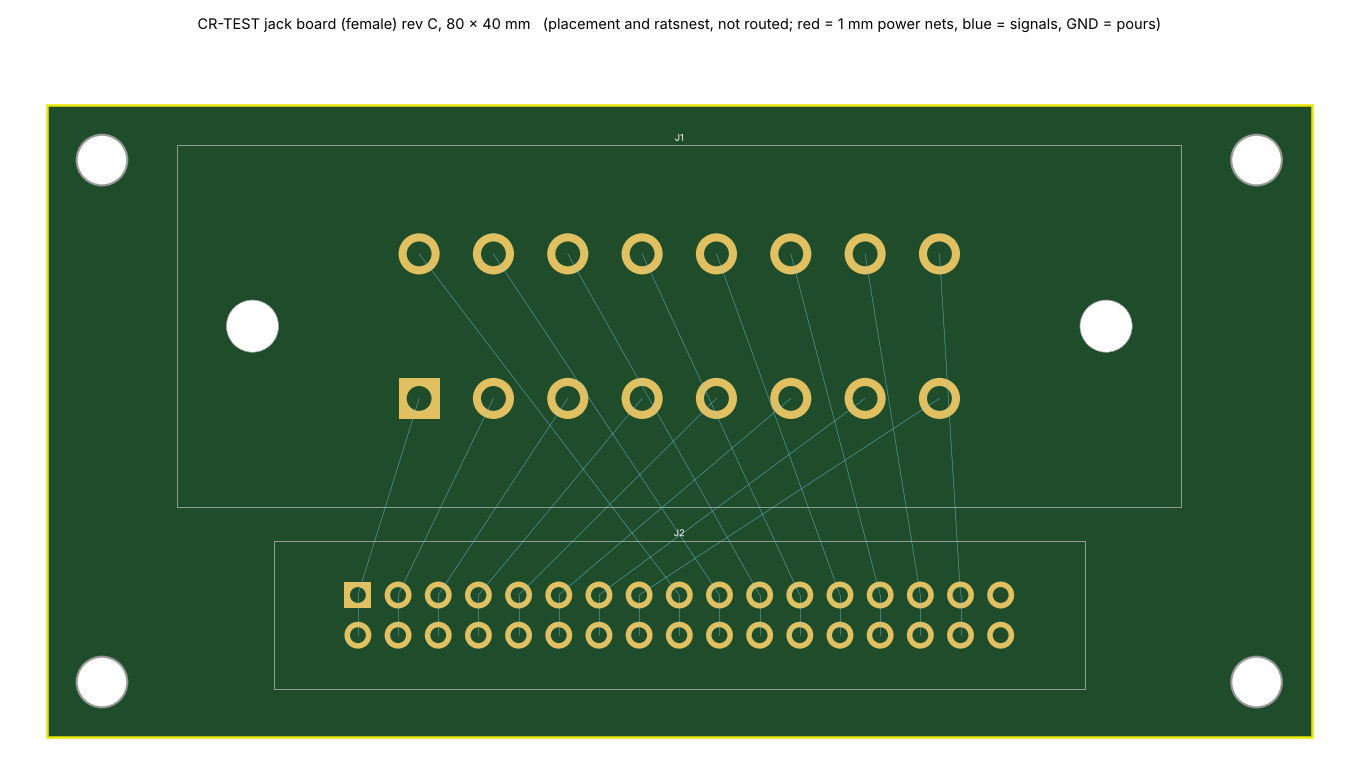 CR-TEST jack board (female) rev C, 80 × 40 mm   (placement and ratsnest, not routed; red = 1 mm power nets, blue = signals, GND = pours)
J1
J2